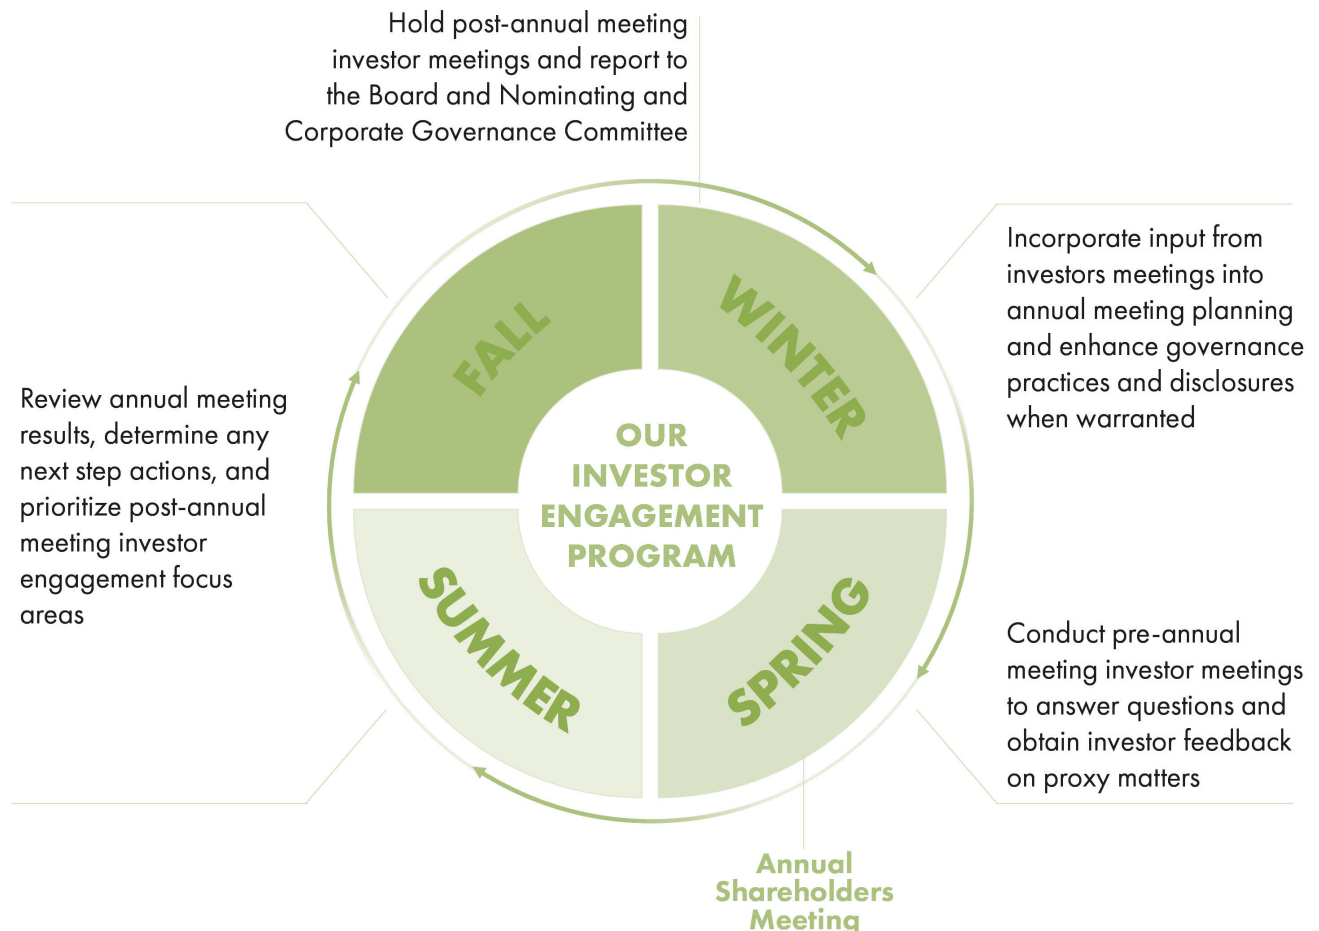 Hold post-annual meeting
investor meetings and report to
the Board and Nominating and
Corporate Governance Committee
FALL
WINTER
Incorporate input from
investors meetings into
annual meeting planning
and enhance governance
practices and disclosures
when warranted
Review annual meeting
results, determine any
next step actions, and
prioritize post-annual
meeting investor
engagement focus
areas
OUR
INVESTOR
ENGAGEMENT
PROGRAM
SUMMER
SPRING
Conduct pre-annual
meeting investor meetings
to answer questions and
obtain investor feedback
on proxy matters
Annual
Shareholders
Meeting